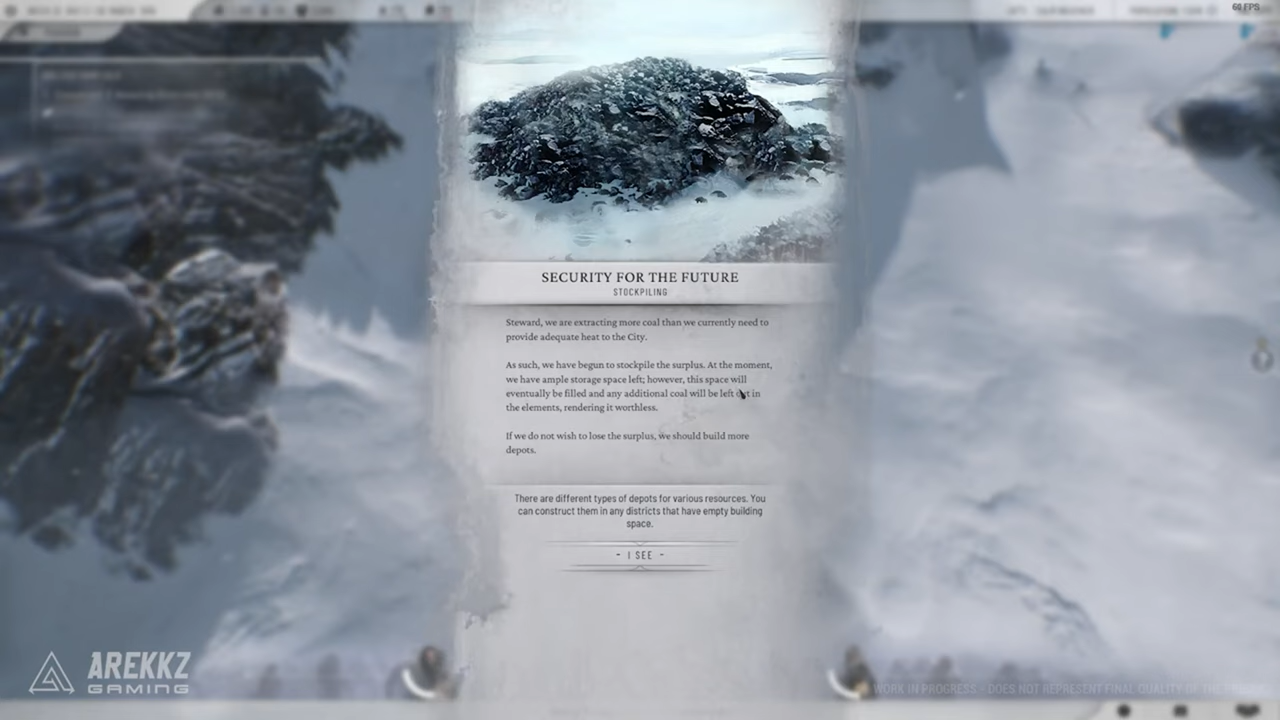 60 FPS
SECURITY FOR THE FUTURE
STOCKPILING
Steward, we are extracting more coal than we currently need to
provide adequate heat to the City.
As such, we have begun to stockpile the surplus. At the moment,
we have ample storage space left; however, this space will
eventually be filled and any additional coal will be left out in
the elements, rendering it worthless.
If we do not wish to lose the surplus, we should build more
depots.
There are different types of depots for various resources. You
can construct them in any districts that have empty building
space.
- I SEE -
AREKKZ
GAMING
WORK IN PROGRESS - DOES NOT REPRESENT FINAL QUALITY OF